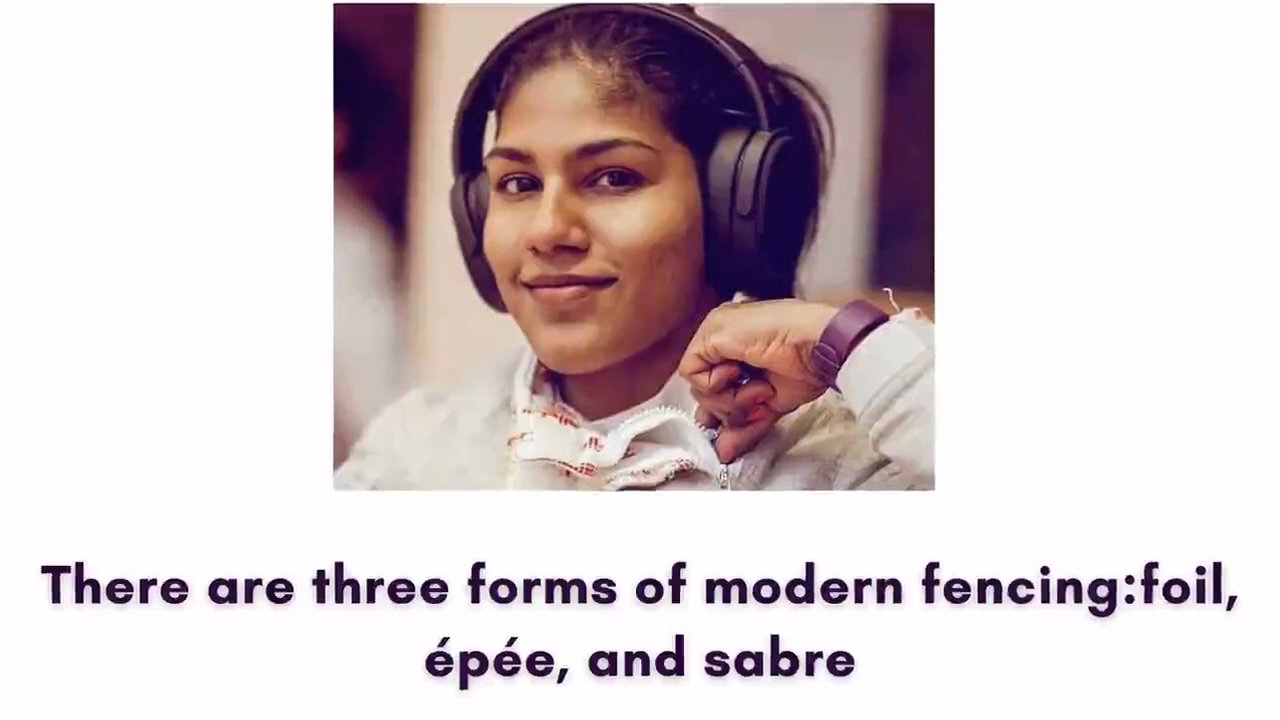 There are three forms of modern fencing:foil,
épée, and sabre